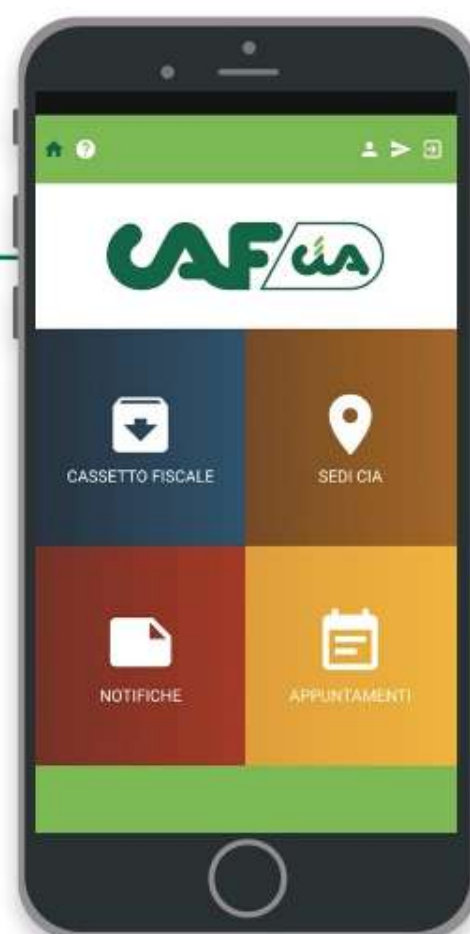 CAF/CIA
CASSETTO FISCALE
SEDI CIA
NOTIFICHE
APPUNTAMENTI